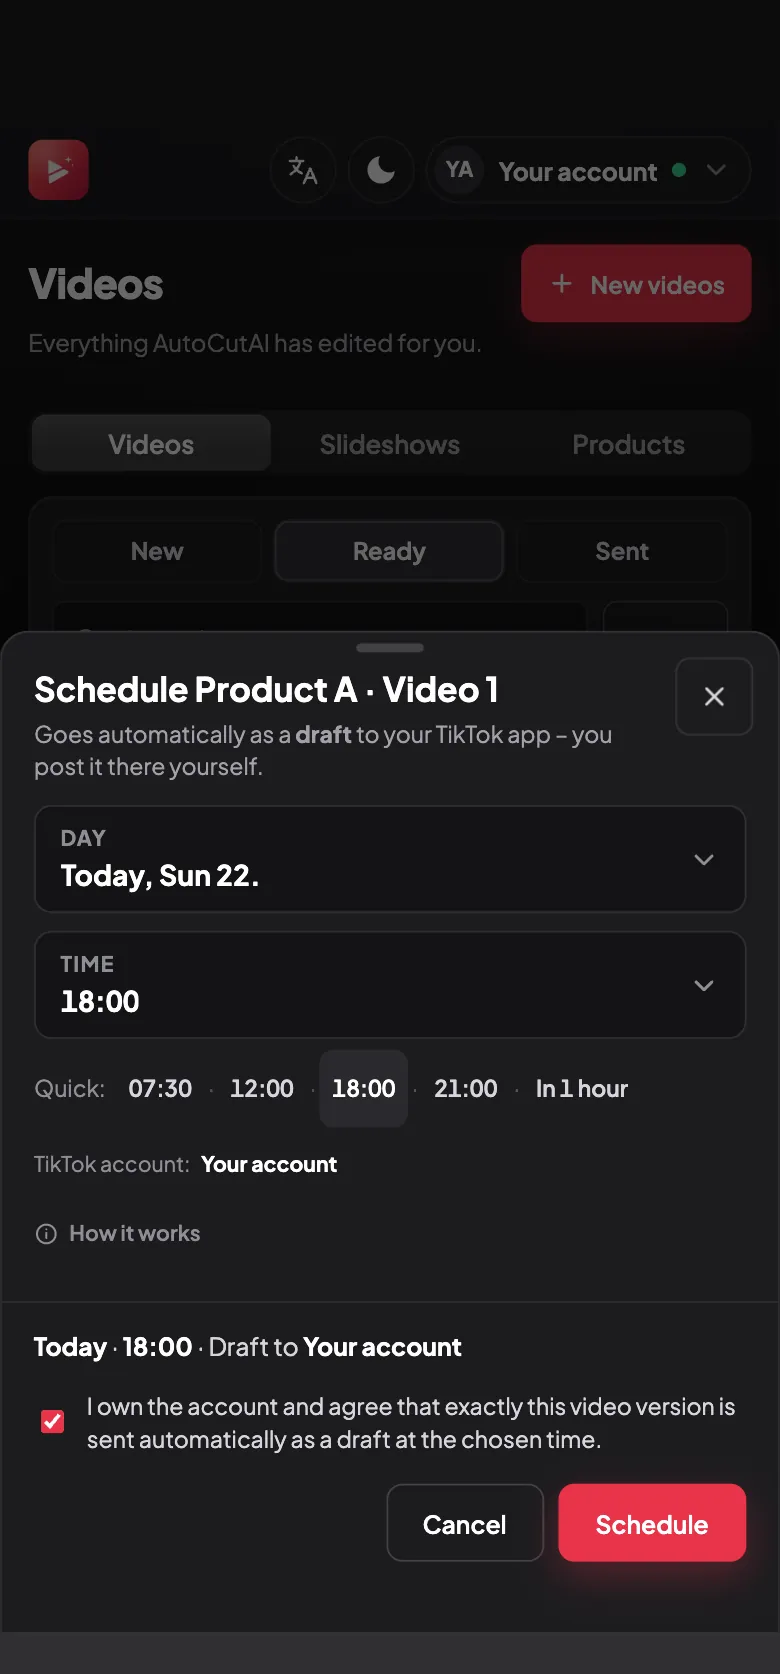 YA Your account
Videos
+ New videos
Everything AutoCutAI has edited for you.
Videos Slideshows Products
New Ready Sent
Schedule Product A · Video 1
Goes automatically as a draft to your TikTok app – you
post it there yourself.
DAY
Today, Sun 22.
TIME
18:00
Quick: 07:30 · 12:00 · 18:00 · 21:00 · In 1 hour
TikTok account: Your account
How it works
Today · 18:00 · Draft to Your account
I own the account and agree that exactly this video version is
sent automatically as a draft at the chosen time.
Cancel Schedule